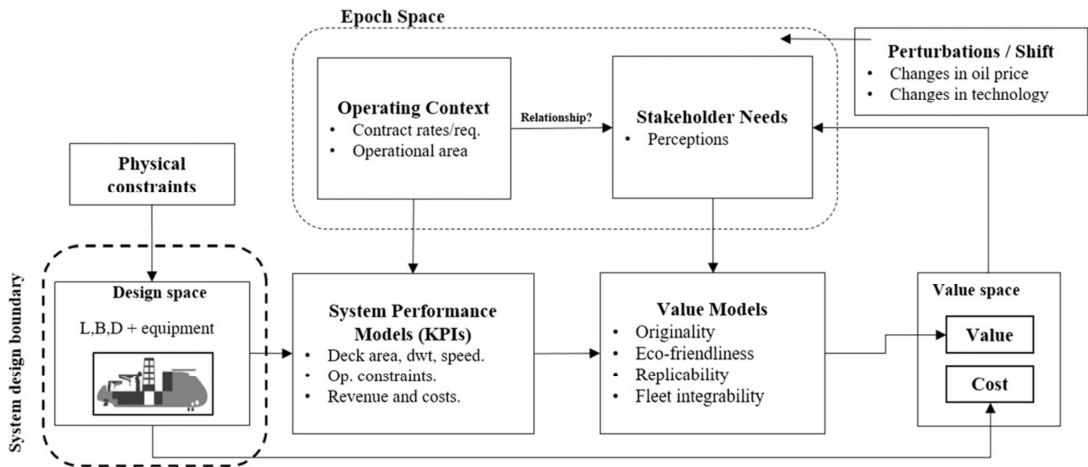 Epoch Space
Perturbations / Shift
• Changes in oil price
• Changes in technology
Operating Context
• Contract rates/req.
• Operational area
Relationship?
Stakeholder Needs
• Perceptions
Physical
constraints
System design boundary
Design space
L,B,D + equipment
System Performance
Models (KPIs)
• Deck area, dwt, speed.
• Op. constraints.
• Revenue and costs.
Value Models
• Originality
• Eco-friendliness
• Replicability
• Fleet integrability
Value space
Value
Cost